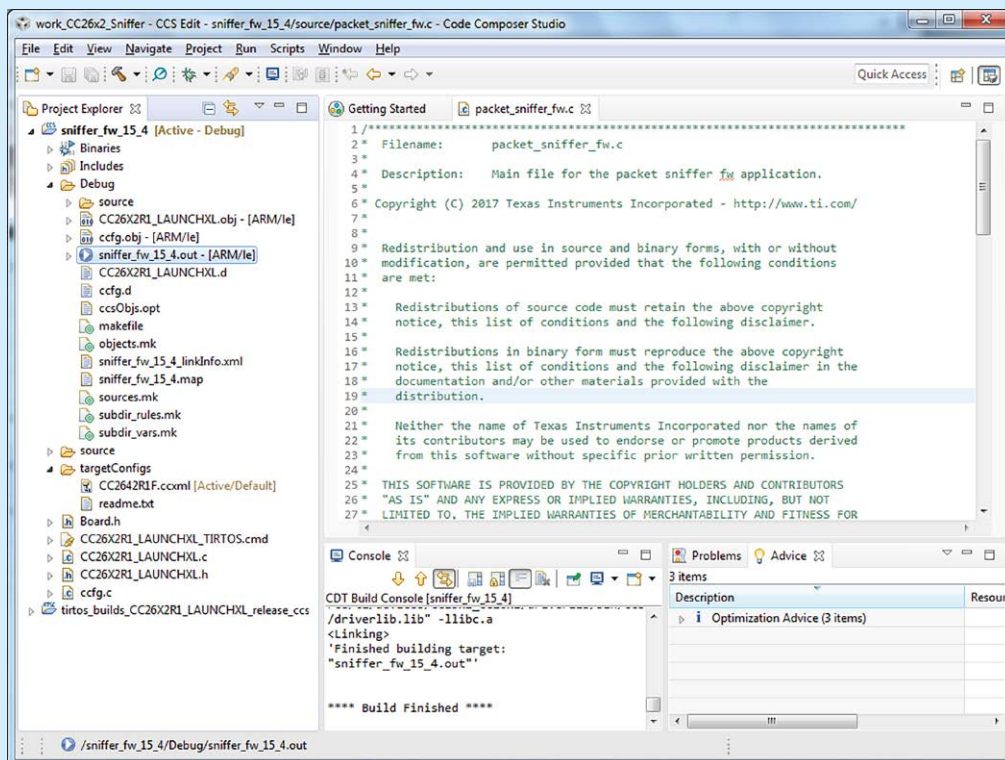 work_CC26x2_Sniffer - CCS Edit - sniffer_fw_15_4/source/packet_sniffer_fw.c - Code Composer Studio
File Edit View Navigate Project Run Scripts Window Help
Quick Access
Project Explorer
sniffer_fw_15_4 [Active - Debug]
Binaries
Includes
Debug
source
CC26X2R1_LAUNCHXL.obj - [ARM/le]
ccfg.obj - [ARM/le]
sniffer_fw_15_4.out - [ARM/le]
CC26X2R1_LAUNCHXL.d
ccfg.d
ccsObjs.opt
makefile
objects.mk
sniffer_fw_15_4_linkInfo.xml
sniffer_fw_15_4.map
sources.mk
subdir_rules.mk
subdir_vars.mk
source
targetConfigs
CC2642R1F.ccxml [Active/Default]
readme.txt
Board.h
CC26X2R1_LAUNCHXL_TIRTOS.cmd
CC26X2R1_LAUNCHXL.c
CC26X2R1_LAUNCHXL.h
ccfg.c
tirtos_builds_CC26X2R1_LAUNCHXL_release_ccs
Getting Started packet_sniffer_fw.c
1 /******************************************************************************
2 * Filename: packet_sniffer_fw.c
3 *
4 * Description: Main file for the packet sniffer fw application.
5 *
6 * Copyright (C) 2017 Texas Instruments Incorporated - http://www.ti.com/
7 *
8 *
9 * Redistribution and use in source and binary forms, with or without
10 * modification, are permitted provided that the following conditions
11 * are met:
12 *
13 * Redistributions of source code must retain the above copyright
14 * notice, this list of conditions and the following disclaimer.
15 *
16 * Redistributions in binary form must reproduce the above copyright
17 * notice, this list of conditions and the following disclaimer in the
18 * documentation and/or other materials provided with the
19 * distribution.
20 *
21 * Neither the name of Texas Instruments Incorporated nor the names of
22 * its contributors may be used to endorse or promote products derived
23 * from this software without specific prior written permission.
24 *
25 * THIS SOFTWARE IS PROVIDED BY THE COPYRIGHT HOLDERS AND CONTRIBUTORS
26 * "AS IS" AND ANY EXPRESS OR IMPLIED WARRANTIES, INCLUDING, BUT NOT
27 * LIMITED TO, THE IMPLIED WARRANTIES OF MERCHANTABILITY AND FITNESS FOR
Console
CDT Build Console [sniffer_fw_15_4]
/driverlib.lib" -llibc.a
<Linking>
'Finished building target:
"sniffer_fw_15_4.out"'
**** Build Finished ****
Problems Advice
3 items
Description Resour
Optimization Advice (3 items)
/sniffer_fw_15_4/Debug/sniffer_fw_15_4.out